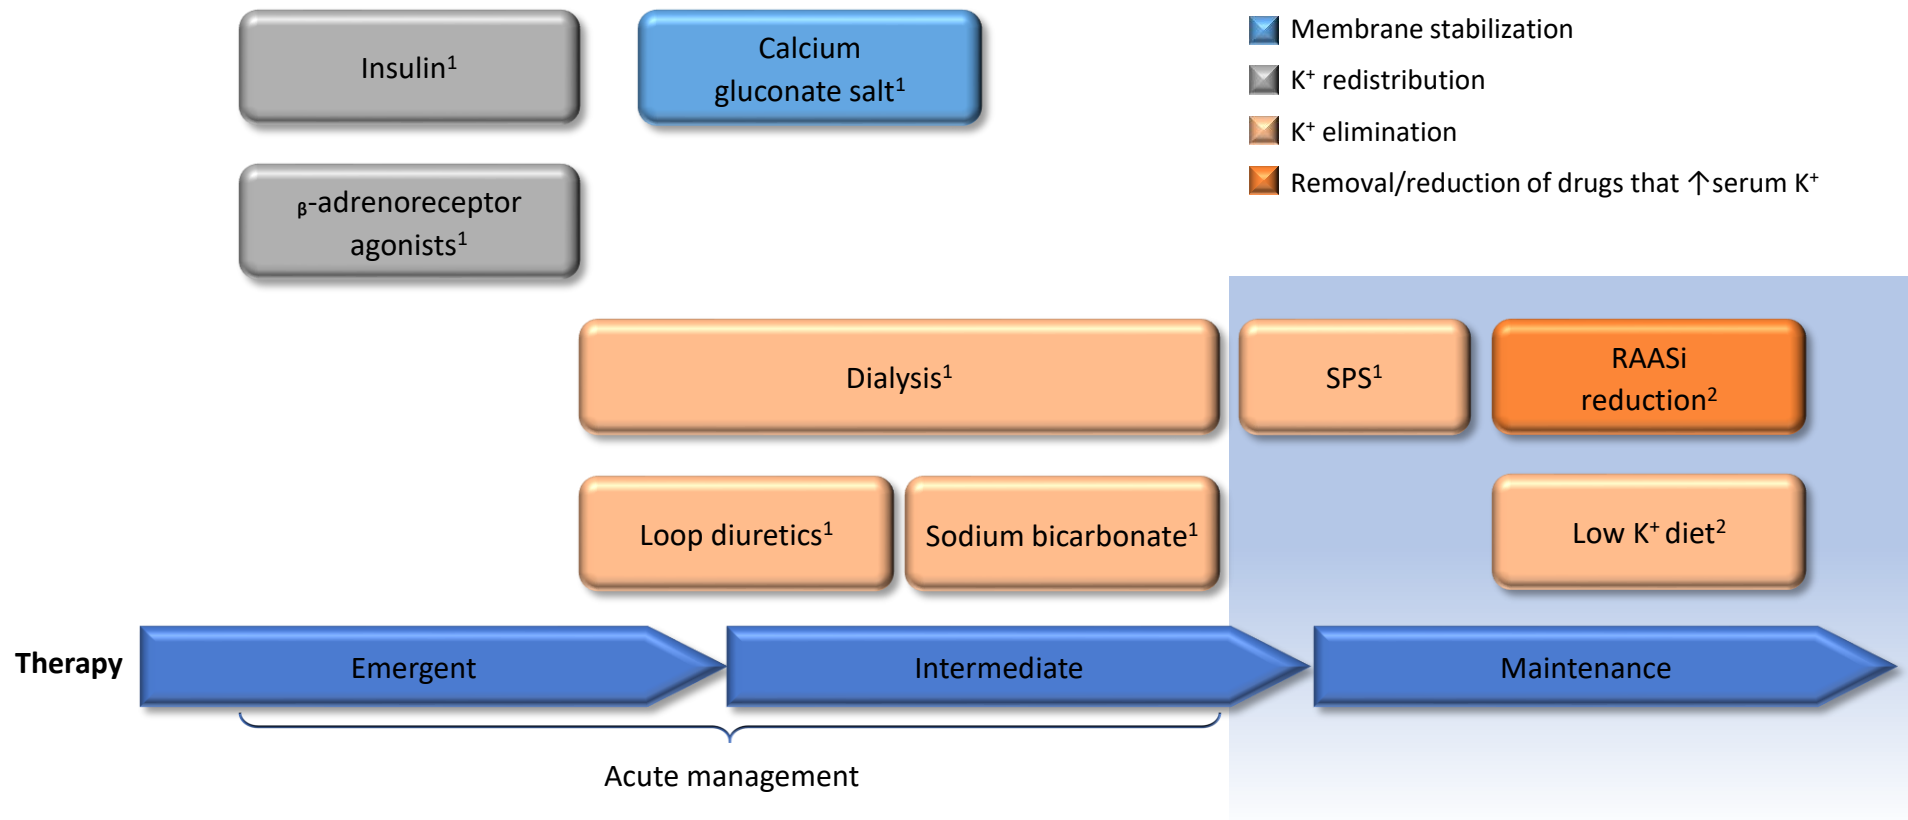 Insulin¹
Calcium
gluconate salt¹
Membrane stabilization
K⁺ redistribution
K⁺ elimination
Removal/reduction of drugs that ↑serum K⁺
β-adrenoreceptor
agonists¹
Dialysis¹
SPS¹
RAASi
reduction²
Loop diuretics¹
Sodium bicarbonate¹
Low K⁺ diet²
Therapy
Emergent
Intermediate
Maintenance
Acute management